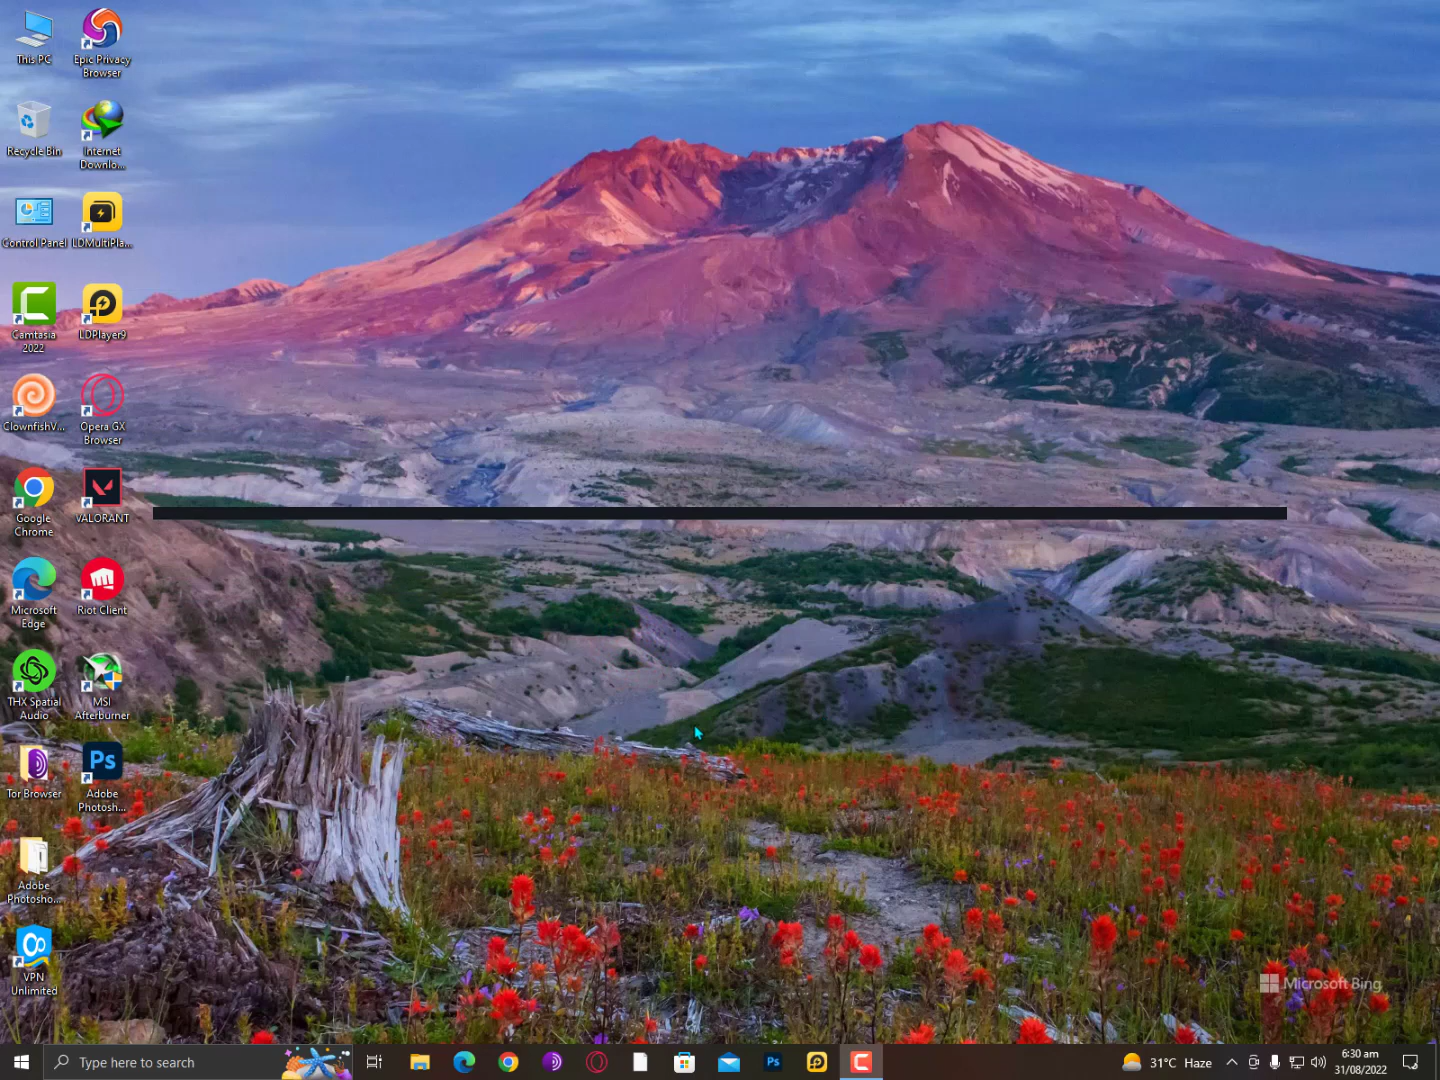 This PC
Epic Privacy
Browser
Recycle Bin
Internet
Downlo...
Control Panel
LDMultiPla...
Camtasia
2022
LDPlayer9
ClownfishV...
Opera GX
Browser
Google
Chrome
VALORANT
Microsoft
Edge
Riot Client
THX Spatial
Audio
MSI
Afterburner
Tor Browser
Ps
Adobe
Photosh...
Adobe
Photosho...
VPN
Unlimited
Microsoft Bing
Type here to search
Ps
31°C Haze
6:30 am
31/08/2022